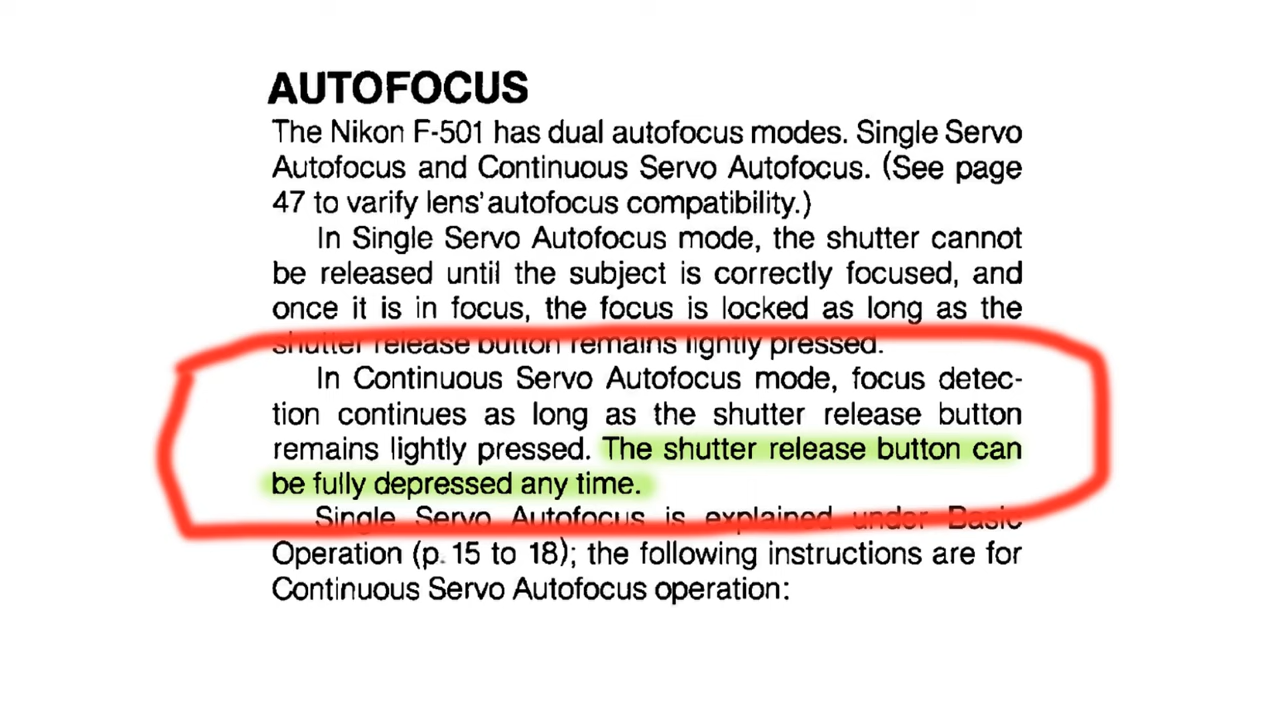 AUTOFOCUS
The Nikon F-501 has dual autofocus modes. Single Servo
Autofocus and Continuous Servo Autofocus. (See page
47 to varify lens' autofocus compatibility.)
In Single Servo Autofocus mode, the shutter cannot
be released until the subject is correctly focused, and
once it is in focus, the focus is locked as long as the
shutter release button remains lightly pressed.
In Continuous Servo Autofocus mode, focus detec-
tion continues as long as the shutter release button
remains lightly pressed. The shutter release button can
be fully depressed any time.
Single Servo Autofocus is explained under Basic
Operation (p. 15 to 18); the following instructions are for
Continuous Servo Autofocus operation: